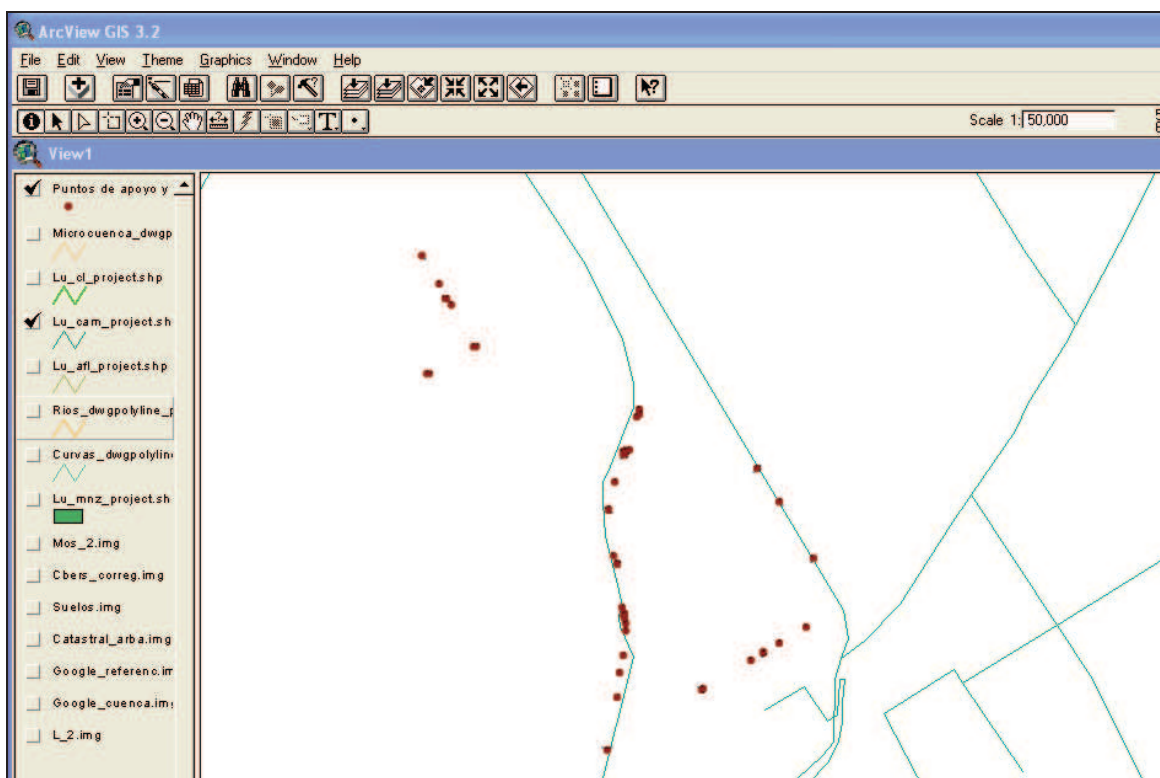 ArcView GIS 3.2
File Edit View Theme Graphics Window Help
Scale 1: 50,000
View1
Puntos de apoyo y
Microcuenca_dwgp
Lu_cl_project.shp
Lu_cam_project.sh
Lu_afl_project.shp
Rios_dwgpolyline_p
Curvas_dwgpolylin
Lu_mnz_project.sh
Mos_2.img
Cbers_correg.img
Suelos.img
Catastral_arba.img
Google_referenc.im
Google_cuenca.im
L_2.img